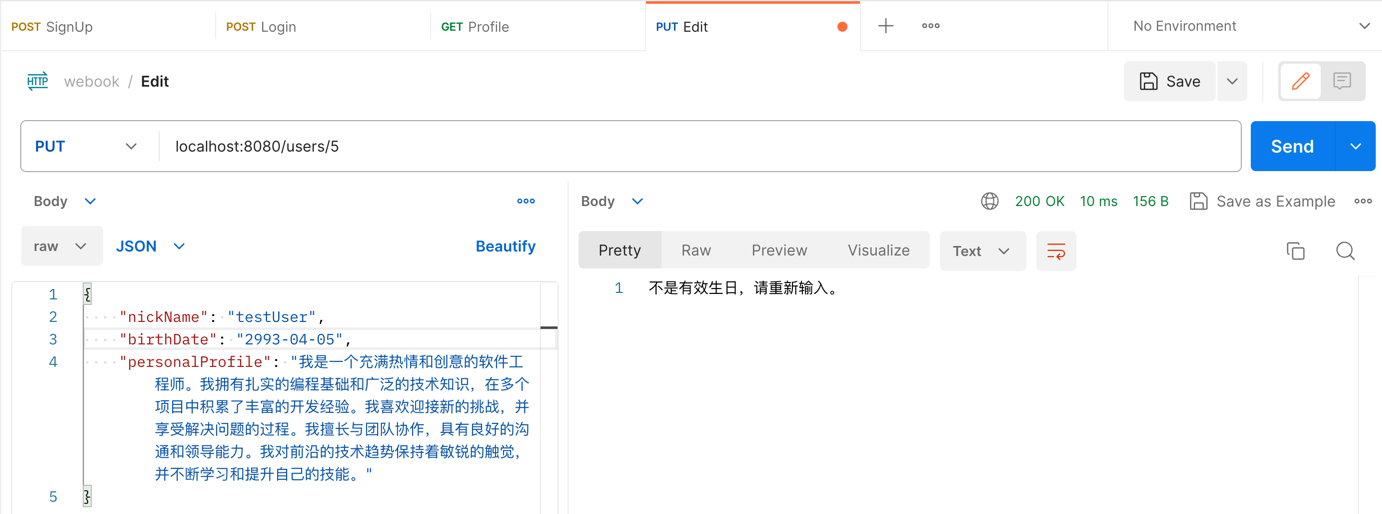 POST SignUp
POST Login
GET Profile
PUT Edit
No Environment
HTTP webook / Edit
Save
PUT
localhost:8080/users/5
Send
Body
raw
JSON
Beautify
1 {
2 "nickName": "testUser",
3 "birthDate": "2993-04-05",
4 "personalProfile": "我是一个充满热情和创意的软件工
程师。我拥有扎实的编程基础和广泛的技术知识，在多个
项目中积累了丰富的开发经验。我喜欢迎接新的挑战，并
享受解决问题的过程。我擅长与团队协作，具有良好的沟
通和领导能力。我对前沿的技术趋势保持着敏锐的触觉，
并不断学习和提升自己的技能。"
5 }
Body
200 OK 10 ms 156 B
Save as Example
Pretty Raw Preview Visualize
Text
1 不是有效生日，请重新输入。